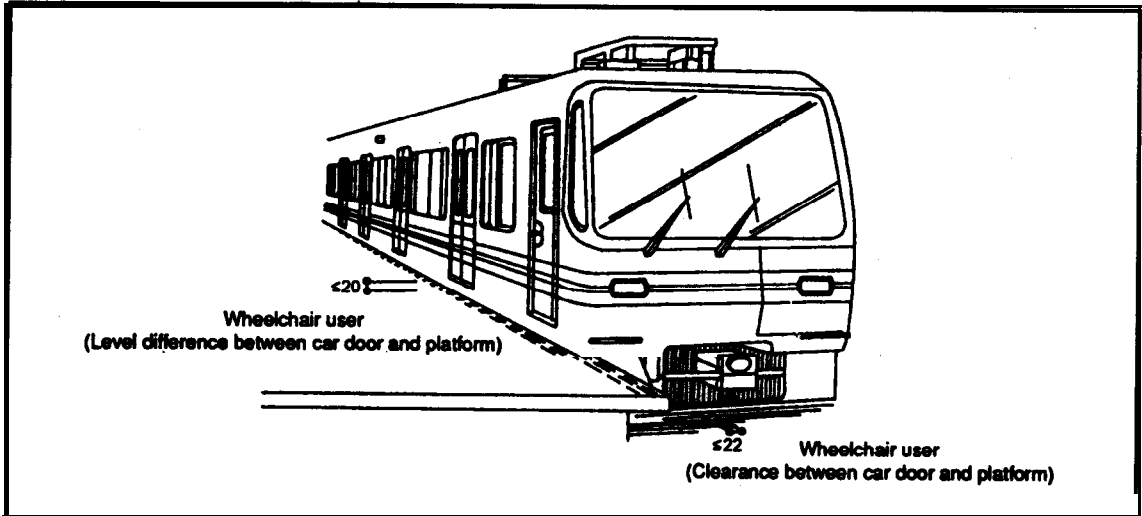 ≤20
Wheelchair user
(Level difference between car door and platform)
≤22
Wheelchair user
(Clearance between car door and platform)